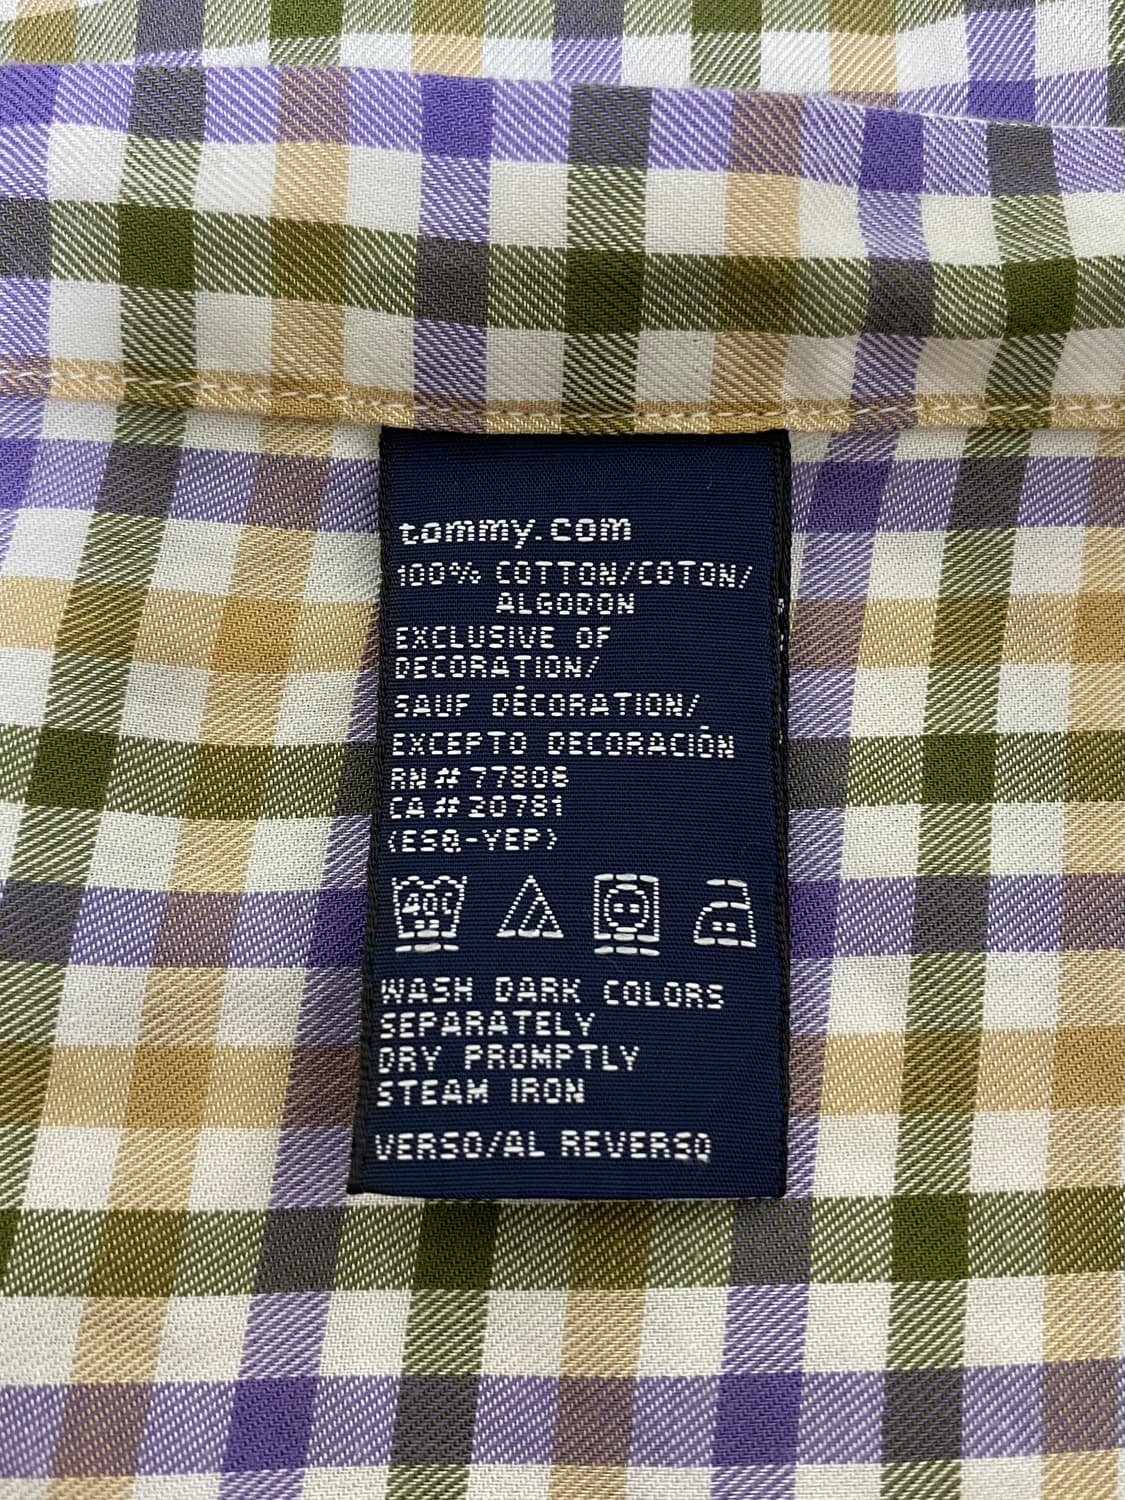 tommy.com
100% COTTON/COTON/
ALGODON
EXCLUSIVE OF
DECORATION/
SAUF DÉCORATION/
EXCEPTO DECORACIÓN
RN # 77806
CA # 20781
(ESQ-YEP)
40C
WASH DARK COLORS
SEPARATELY
DRY PROMPTLY
STEAM IRON
VERSO/AL REVERSO